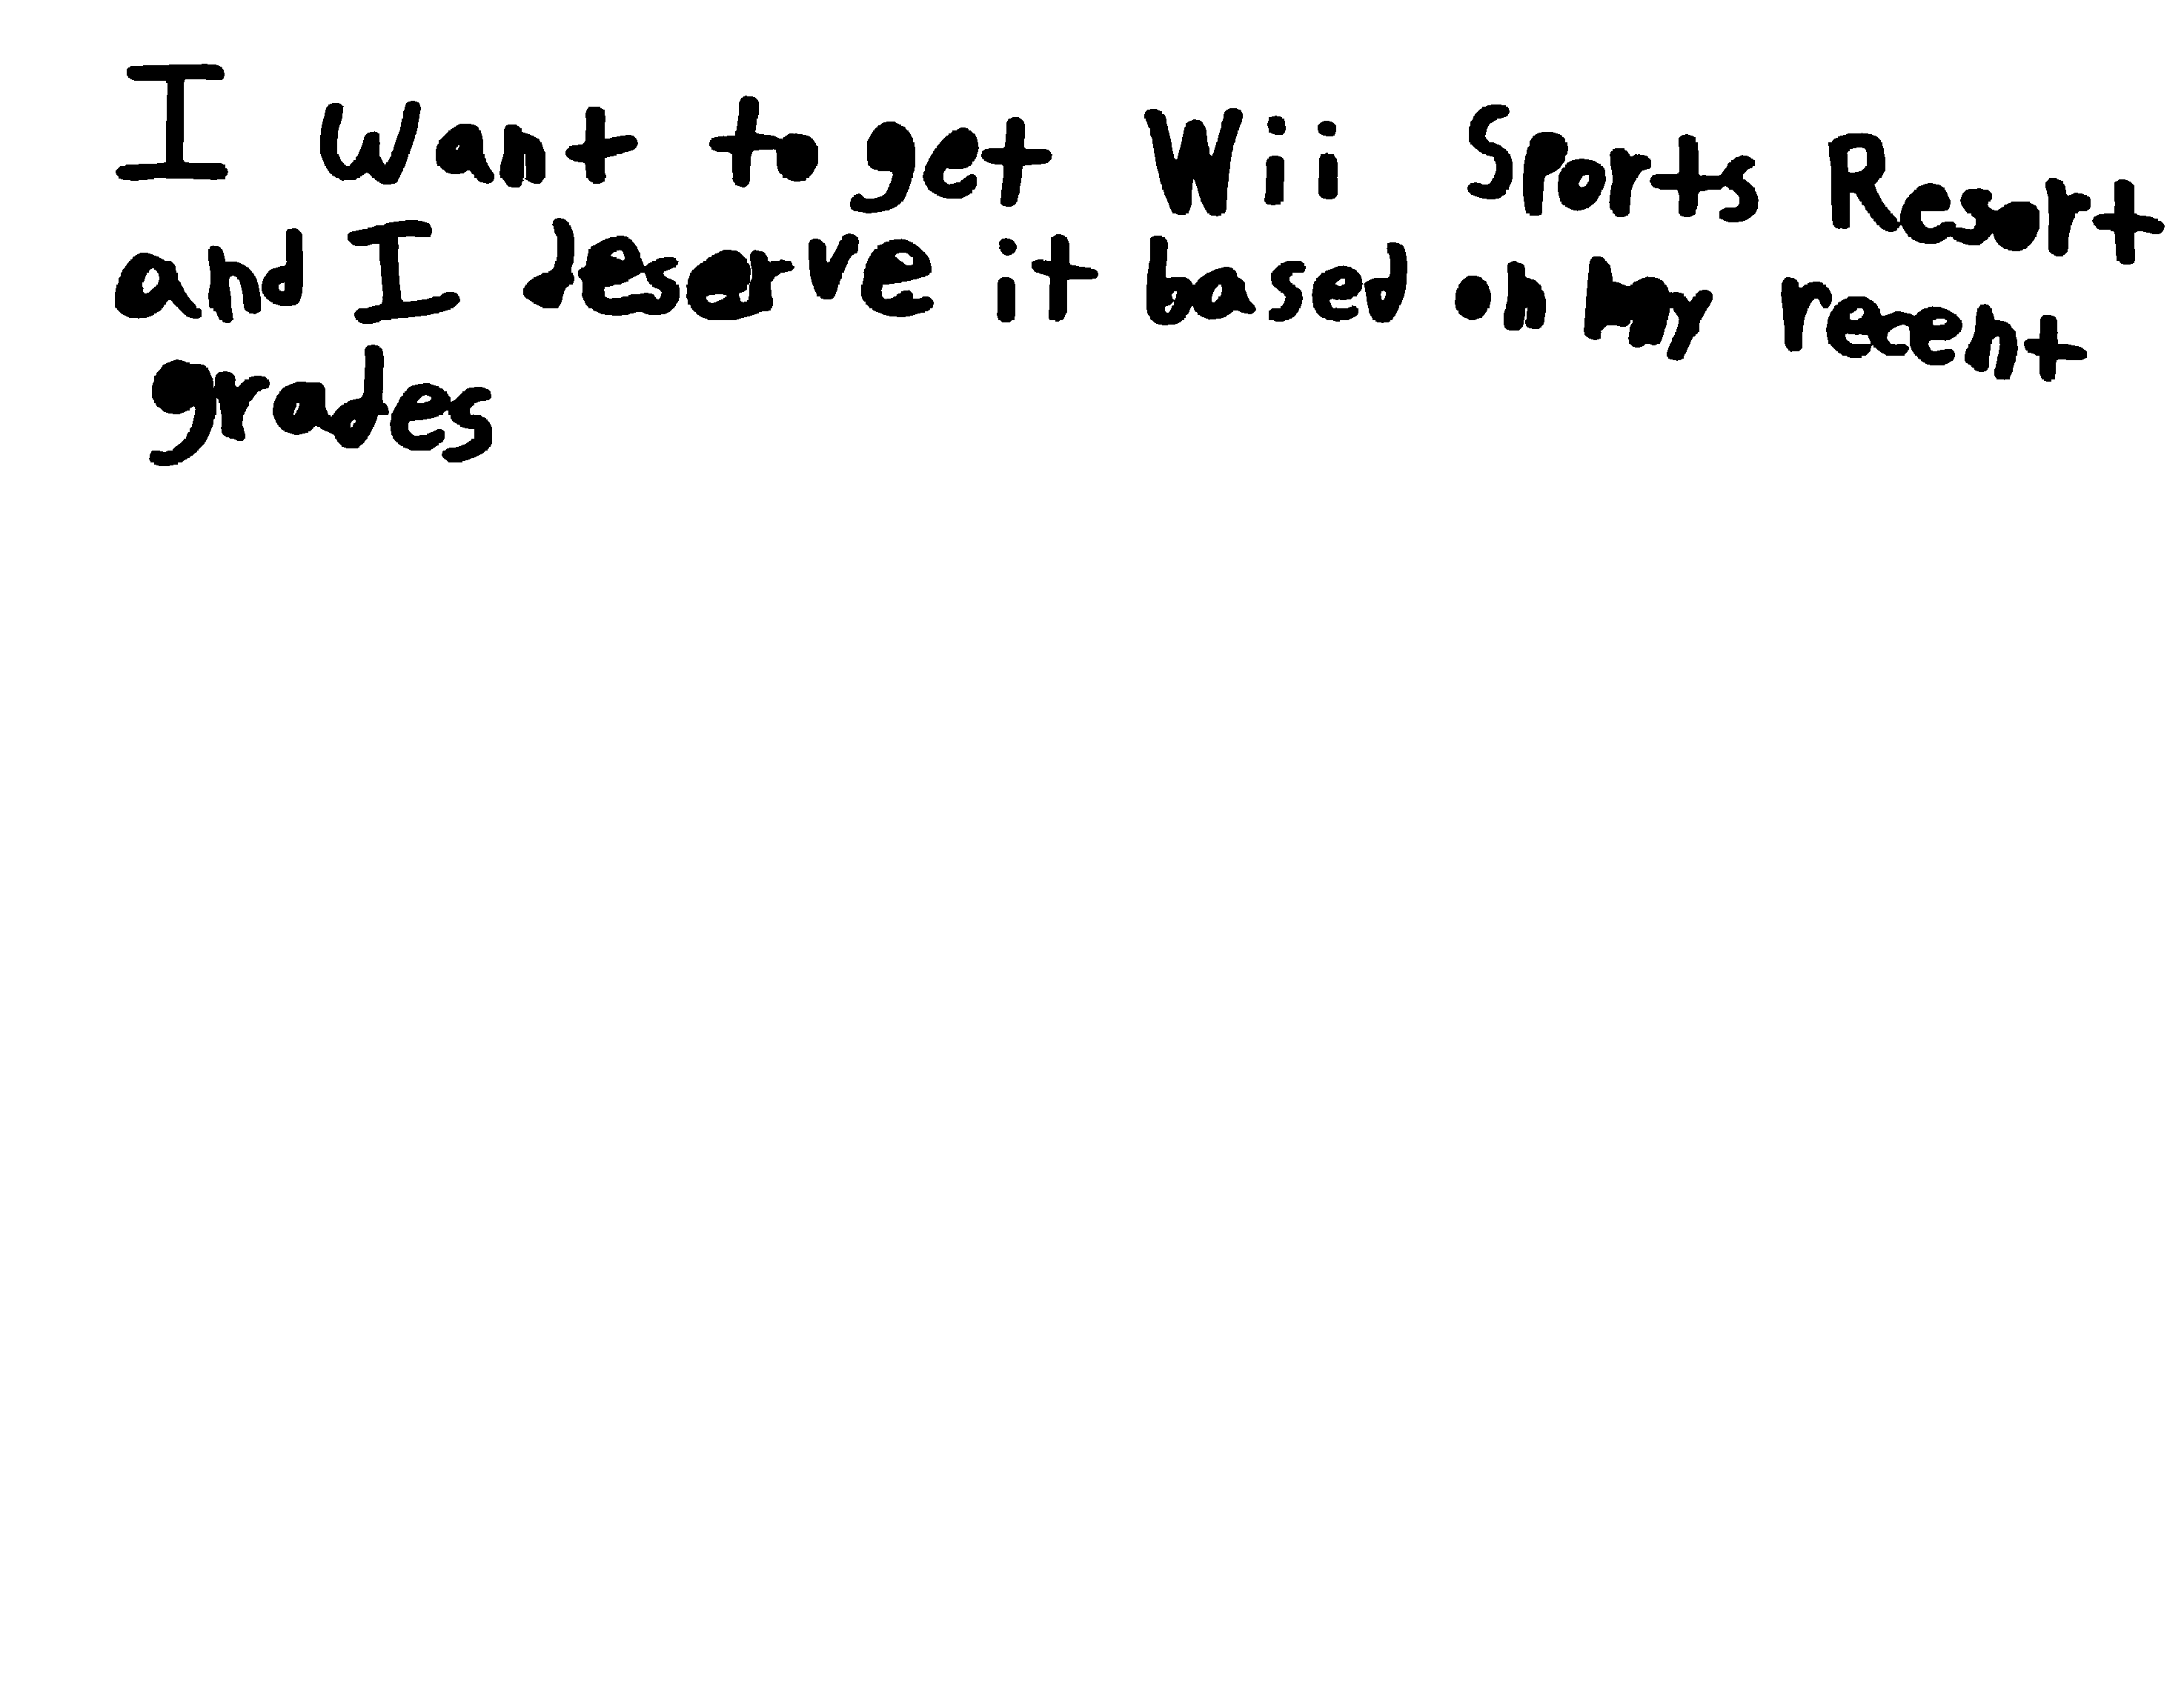 I want to get Wii Sports Resort
and I deserve it based on my recent
grades